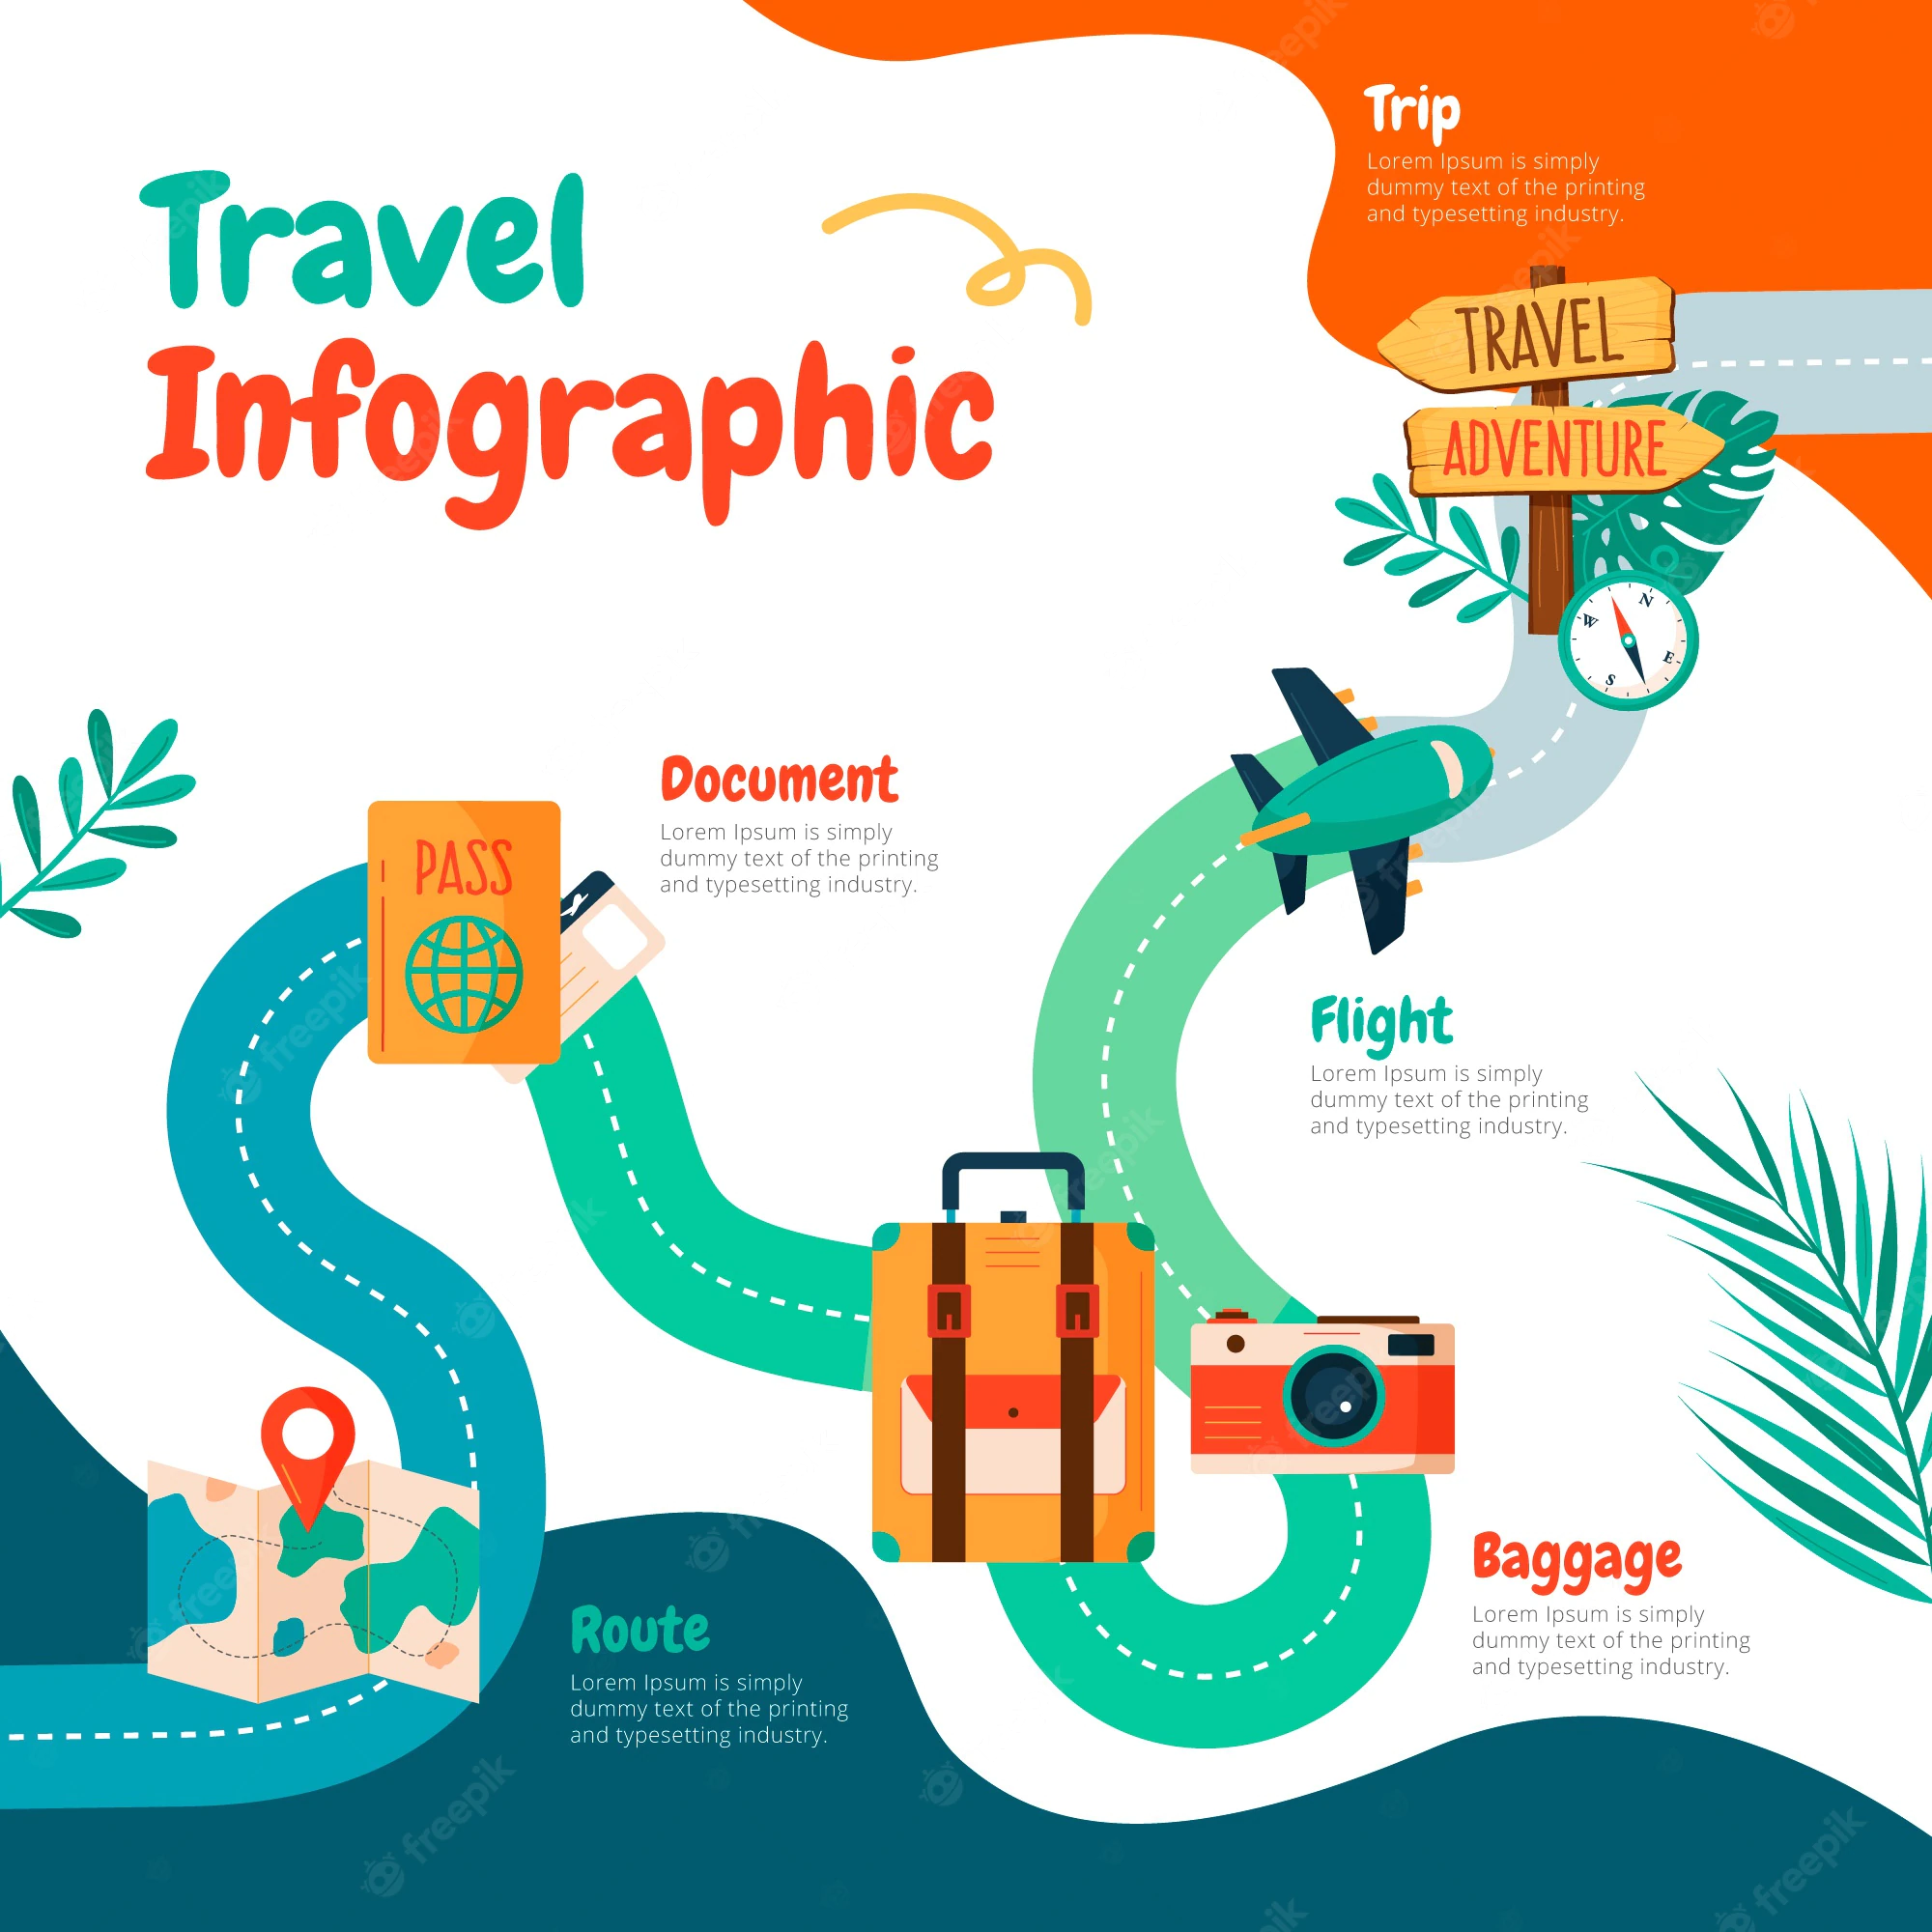 Travel
Infographic
Trip
Lorem Ipsum is simply
dummy text of the printing
and typesetting industry.
TRAVEL
ADVENTURE
N
W
E
S
Document
Lorem Ipsum is simply
dummy text of the printing
and typesetting industry.
PASS
Flight
Lorem Ipsum is simply
dummy text of the printing
and typesetting industry.
Baggage
Lorem Ipsum is simply
dummy text of the printing
and typesetting industry.
Route
Lorem Ipsum is simply
dummy text of the printing
and typesetting industry.
freepik
freepik
freepik